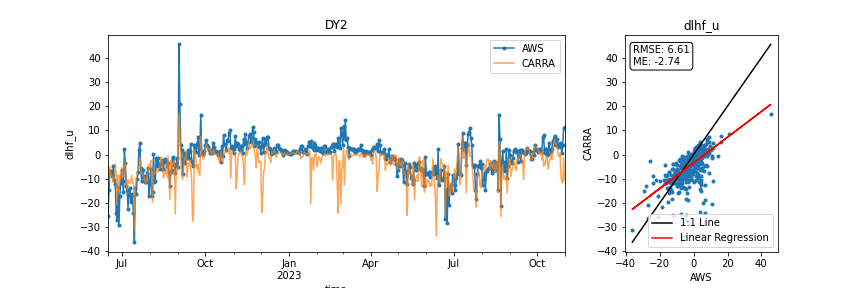 DY2
dlhf_u
40
30
20
10
0
−10
−20
−30
−40
dlhf_u
AWS
CARRA
Jul
Oct
Jan
2023
Apr
Jul
Oct
time
dlhf_u
RMSE: 6.61
ME: -2.74
CARRA
40
30
20
10
0
−10
−20
−30
−40
1:1 Line
Linear Regression
−40
−20
0
20
40
AWS